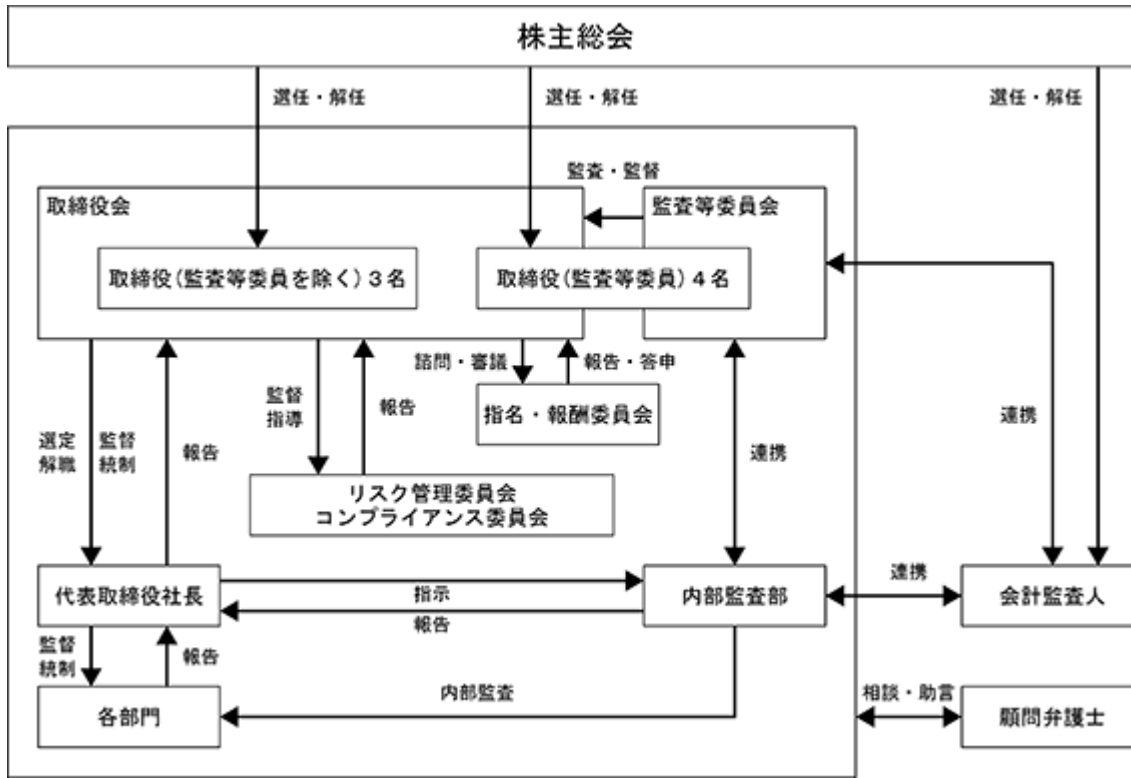 株主総会
選任・解任
選任・解任
選任・解任
監査・監督
取締役会
監査等委員会
取締役(監査等委員を除く)3名
取締役(監査等委員)4名
諮問・審議
報告・答申
監督
指導
報告
指名・報酬委員会
連携
選定
解職
監督
統制
報告
連携
リスク管理委員会
コンプライアンス委員会
代表取締役社長
指示
報告
内部監査部
連携
会計監査人
監督
統制
報告
各部門
内部監査
相談・助言
顧問弁護士